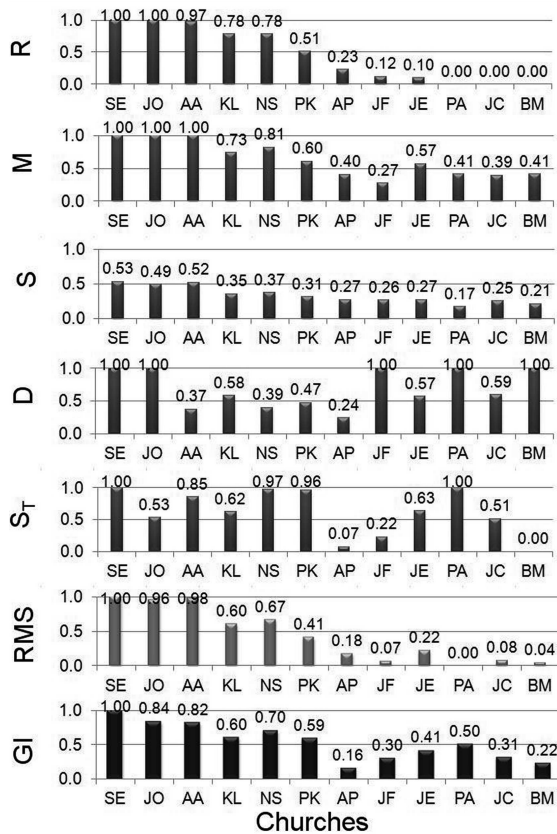 R
1.0
0.5
0.0
1.00 1.00 0.97 0.78 0.78 0.51 0.23 0.12 0.10 0.00 0.00 0.00
SE JO AA KL NS PK AP JF JE PA JC BM
M
1.0
0.5
0.0
1.00 1.00 1.00 0.73 0.81 0.60 0.40 0.27 0.57 0.41 0.39 0.41
SE JO AA KL NS PK AP JF JE PA JC BM
S
1.0
0.5
0.0
0.53 0.49 0.52 0.35 0.37 0.31 0.27 0.26 0.27 0.17 0.25 0.21
SE JO AA KL NS PK AP JF JE PA JC BM
D
1.0
0.5
0.0
1.00 1.00 0.37 0.58 0.39 0.47 0.24 1.00 0.57 1.00 0.59 1.00
SE JO AA KL NS PK AP JF JE PA JC BM
ST
1.0
0.5
0.0
1.00 0.53 0.85 0.62 0.97 0.96 0.07 0.22 0.63 1.00 0.51 0.00
SE JO AA KL NS PK AP JF JE PA JC BM
RMS
1.0
0.5
0.0
1.00 0.96 0.98 0.60 0.67 0.41 0.18 0.07 0.22 0.00 0.08 0.04
SE JO AA KL NS PK AP JF JE PA JC BM
GI
1.0
0.5
0.0
1.00 0.84 0.82 0.60 0.70 0.59 0.16 0.30 0.41 0.50 0.31 0.22
SE JO AA KL NS PK AP JF JE PA JC BM
Churches